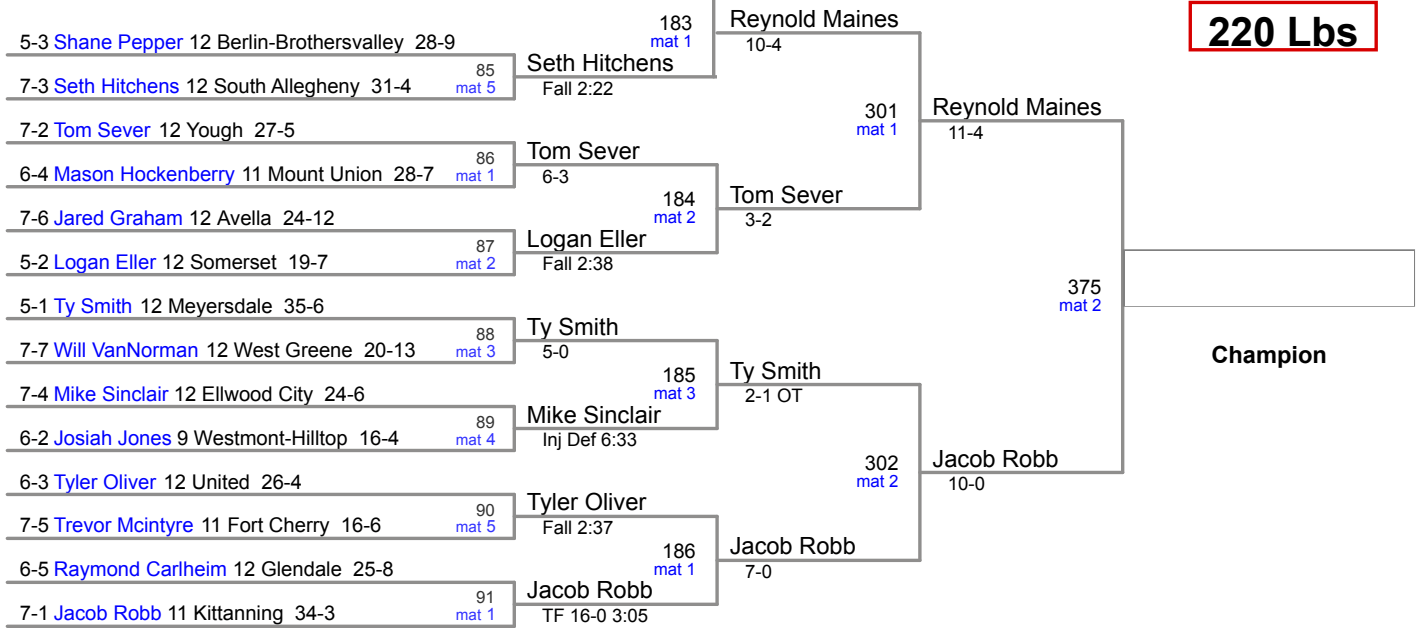 220 Lbs
5-3 Shane Pepper 12 Berlin-Brothersvalley 28-9
7-3 Seth Hitchens 12 South Allegheny 31-4
85
mat 5
7-2 Tom Sever 12 Yough 27-5
6-4 Mason Hockenberry 11 Mount Union 28-7
86
mat 1
7-6 Jared Graham 12 Avella 24-12
5-2 Logan Eller 12 Somerset 19-7
87
mat 2
5-1 Ty Smith 12 Meyersdale 35-6
7-7 Will VanNorman 12 West Greene 20-13
88
mat 3
7-4 Mike Sinclair 12 Ellwood City 24-6
6-2 Josiah Jones 9 Westmont-Hilltop 16-4
89
mat 4
6-3 Tyler Oliver 12 United 26-4
7-5 Trevor Mcintyre 11 Fort Cherry 16-6
90
mat 5
6-5 Raymond Carlheim 12 Glendale 25-8
7-1 Jacob Robb 11 Kittanning 34-3
91
mat 1
183
mat 1
Seth Hitchens
Fall 2:22
Tom Sever
6-3
184
mat 2
Logan Eller
Fall 2:38
Ty Smith
5-0
185
mat 3
Mike Sinclair
Inj Def 6:33
Tyler Oliver
Fall 2:37
186
mat 1
Jacob Robb
TF 16-0 3:05
Reynold Maines
10-4
301
mat 1
Tom Sever
3-2
Ty Smith
2-1 OT
302
mat 2
Jacob Robb
7-0
Reynold Maines
11-4
375
mat 2
Jacob Robb
10-0
Champion